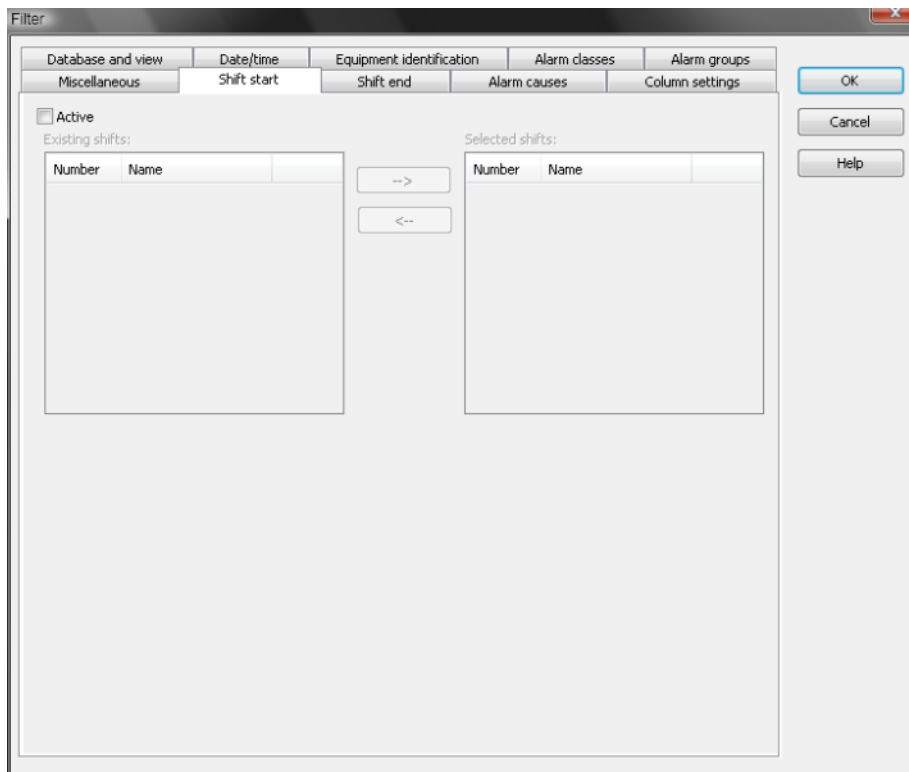 Filter
Database and view Date/time Equipment identification Alarm classes Alarm groups
Miscellaneous Shift start Shift end Alarm causes Column settings
OK
Cancel
Help
Active
Existing shifts: Selected shifts:
Number Name --> Number Name
<--